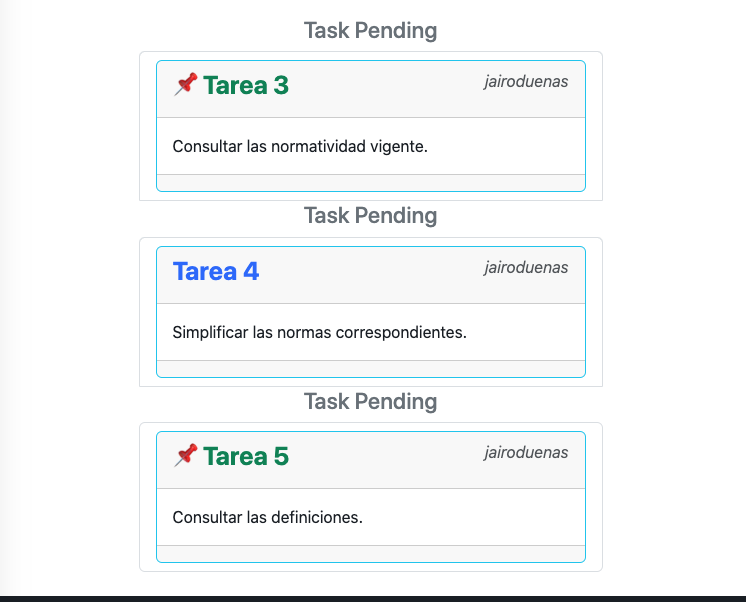 Task Pending
📌 Tarea 3
jairoduenas
Consultar las normatividad vigente.
Task Pending
Tarea 4
jairoduenas
Simplificar las normas correspondientes.
Task Pending
📌 Tarea 5
jairoduenas
Consultar las definiciones.